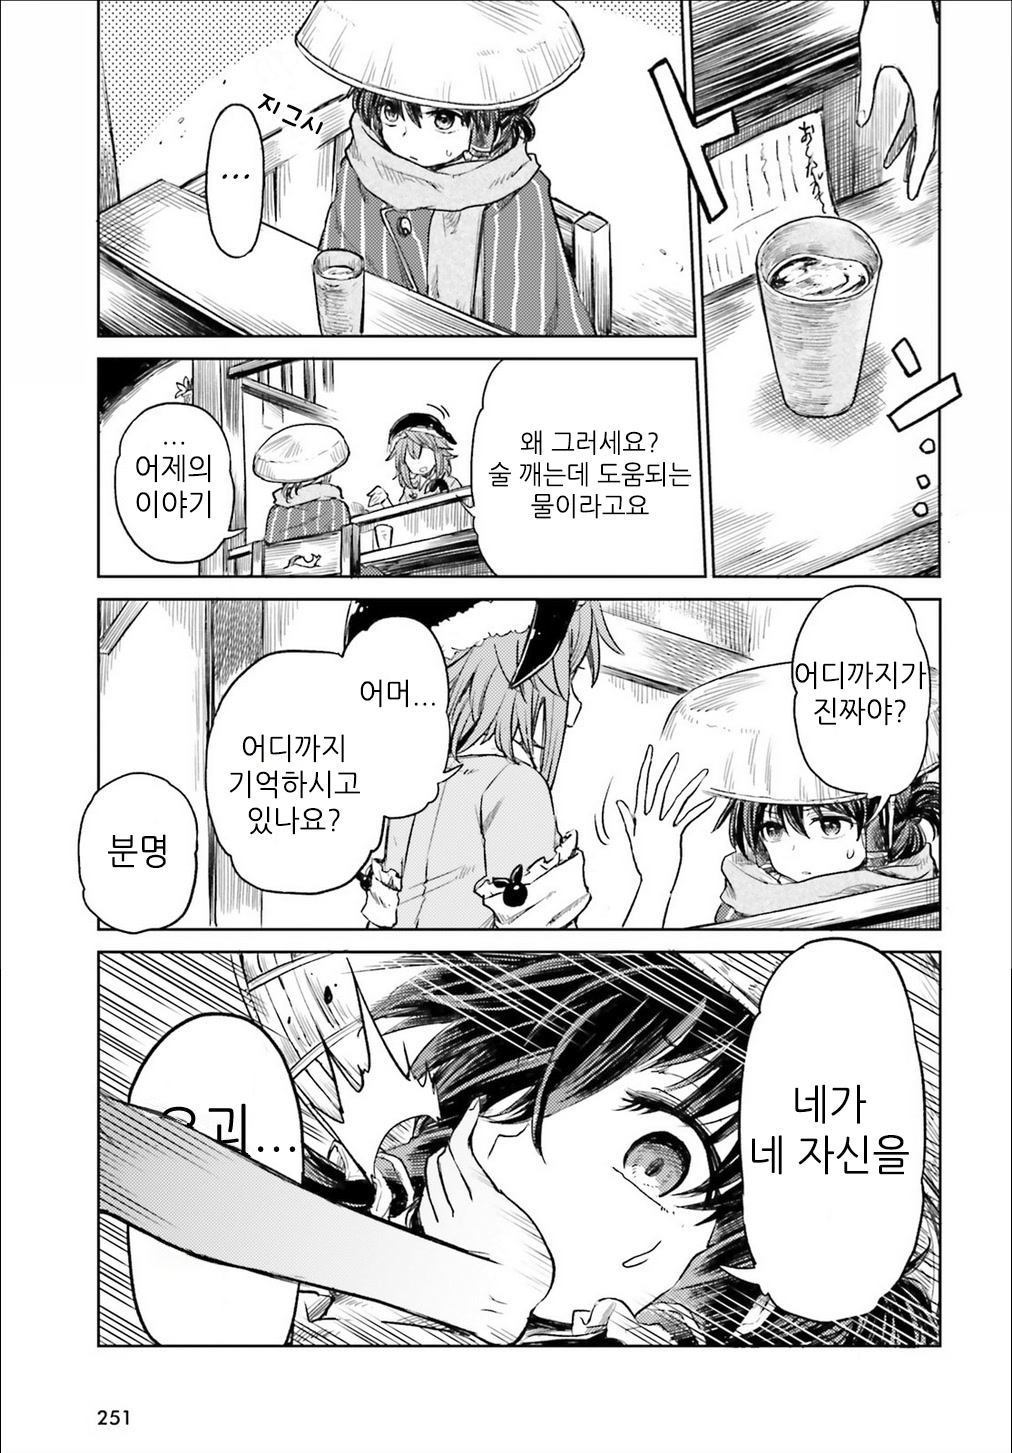 지그시
...
왜 그러세요?
술 깨는데 도움되는
물이라고요
...
어제의
이야기
어디까지가
진짜야?
어머...
어디까지
기억하시고
있나요?
분명
네가
네 자신을
요괴...
251